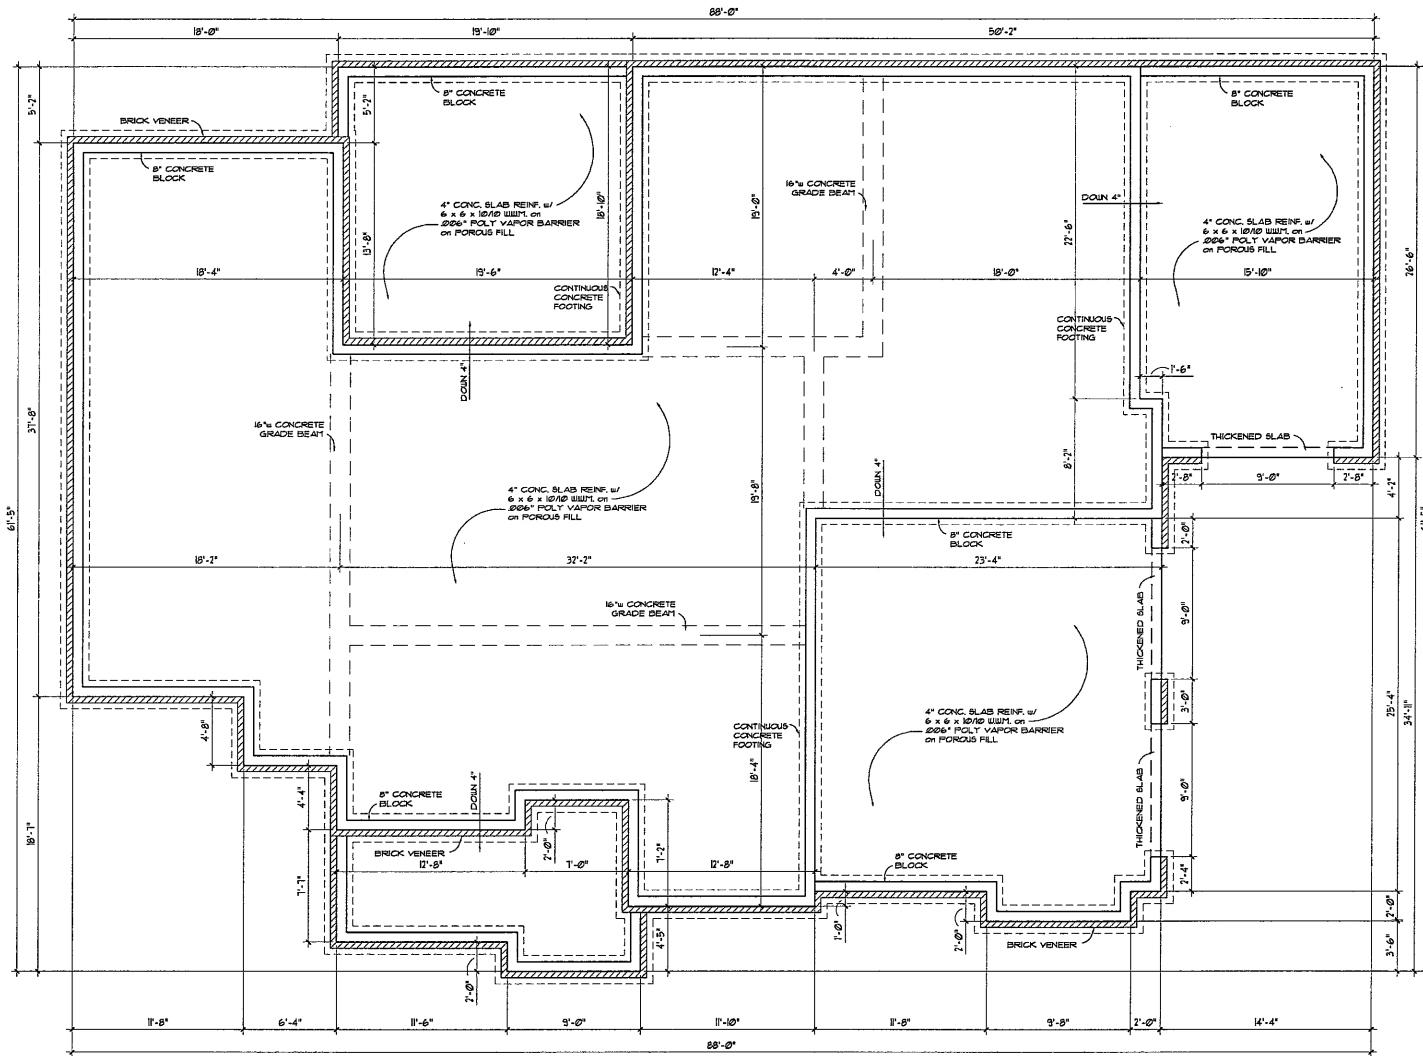 88'-0"
18'-0"
19'-10"
50'-2"
5'-2"
5'-2"
8" CONCRETE
BLOCK
8" CONCRETE
BLOCK
BRICK VENEER
8" CONCRETE
BLOCK
16"w CONCRETE
GRADE BEAM
DOWN 4"
4" CONC. SLAB REINF. w/
6 x 6 x 10/10 WWM. on
.006" POLY VAPOR BARRIER
on POROUS FILL
18'-10"
19'-0"
22'-6"
4" CONC. SLAB REINF. w/
6 x 6 x 10/10 WWM. on
.006" POLY VAPOR BARRIER
on POROUS FILL
13'-8"
26'-6"
18'-4"
19'-6"
12'-4"
4'-0"
18'-0"
15'-10"
CONTINUOUS
CONCRETE
FOOTING
CONTINUOUS
CONCRETE
FOOTING
DOWN 4"
1'-6"
37'-8"
16"w CONCRETE
GRADE BEAM
THICKENED SLAB
8'-2"
DOWN 4"
2'-8"
9'-0"
2'-8"
4'-2"
19'-8"
4" CONC. SLAB REINF. w/
6 x 6 x 10/10 WWM. on
.006" POLY VAPOR BARRIER
on POROUS FILL
61'-5"
8" CONCRETE
BLOCK
2'-0"
18'-2"
32'-2"
23'-4"
16"w CONCRETE
GRADE BEAM
THICKENED SLAB
9'-0"
4'-8"
CONTINUOUS
CONCRETE
FOOTING
4" CONC. SLAB REINF. w/
6 x 6 x 10/10 WWM. on
.006" POLY VAPOR BARRIER
on POROUS FILL
3'-0"
25'-4"
34'-11"
18'-4"
DOWN 4"
8" CONCRETE
BLOCK
4'-4"
THICKENED SLAB
9'-0"
18'-7"
BRICK VENEER
2'-0"
12'-8"
7'-0"
7'-2"
12'-8"
8" CONCRETE
BLOCK
2'-4"
7'-7"
4'-5"
1'-0"
2'-0"
2'-0"
BRICK VENEER
3'-6"
2'-0"
11'-8"
6'-4"
11'-6"
9'-0"
11'-10"
11'-8"
9'-8"
2'-0"
14'-4"
88'-0"